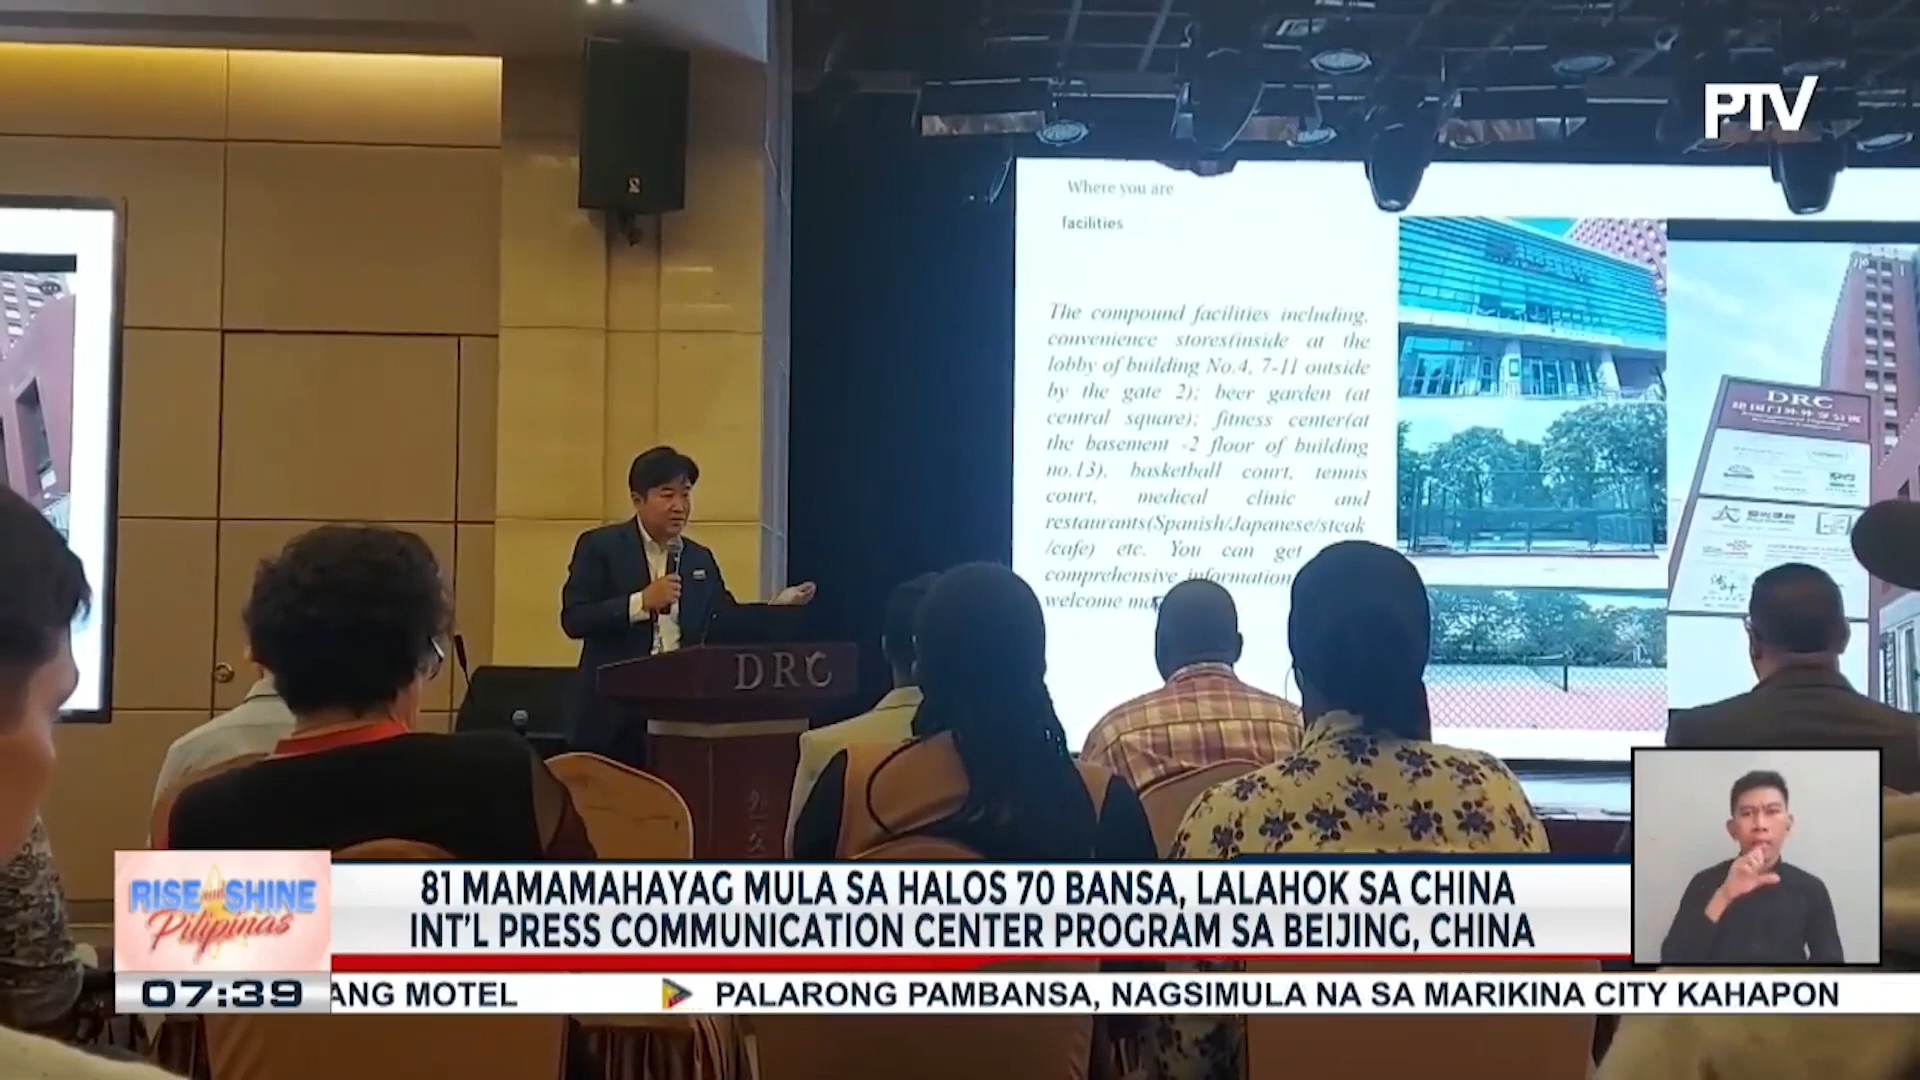 PTV
Where you are
facilities
The compound facilities including,
convenience stores(inside at the
lobby of building No.4, 7-11 outside
by the gate 2); beer garden (at
central square); fitness center(at
the basement -2 floor of building
no.13), basketball court, tennis
court, medical clinic and
restaurants(Spanish/Japanese/steak
/cafe) etc. You can get
comprehensive information
welcome
DRC
DRC
RISE and SHINE
Pilipinas
81 MAMAMAHAYAG MULA SA HALOS 70 BANSA, LALAHOK SA CHINA
INT'L PRESS COMMUNICATION CENTER PROGRAM SA BEIJING, CHINA
07:39
ANG MOTEL
PALARONG PAMBANSA, NAGSIMULA NA SA MARIKINA CITY KAHAPON